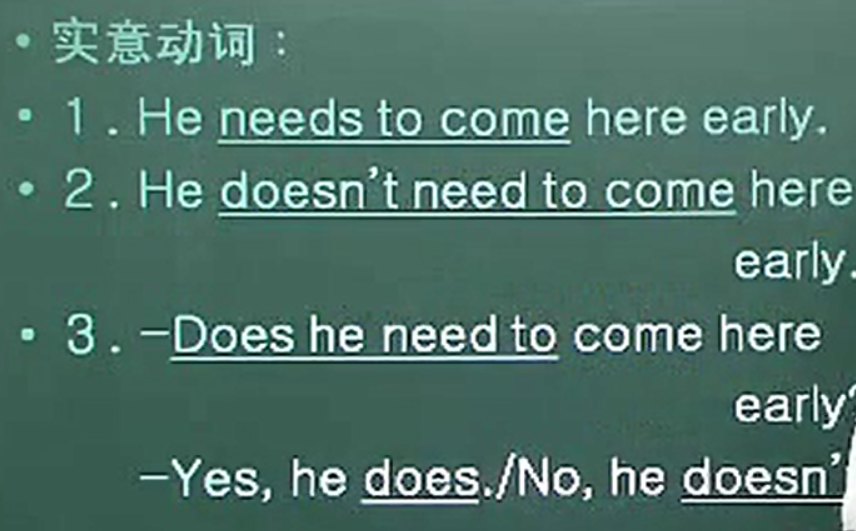 • 实意动词：
• 1 . He needs to come here early.
• 2 . He doesn't need to come here
early.
• 3 . –Does he need to come here
early?
–Yes, he does./No, he doesn'